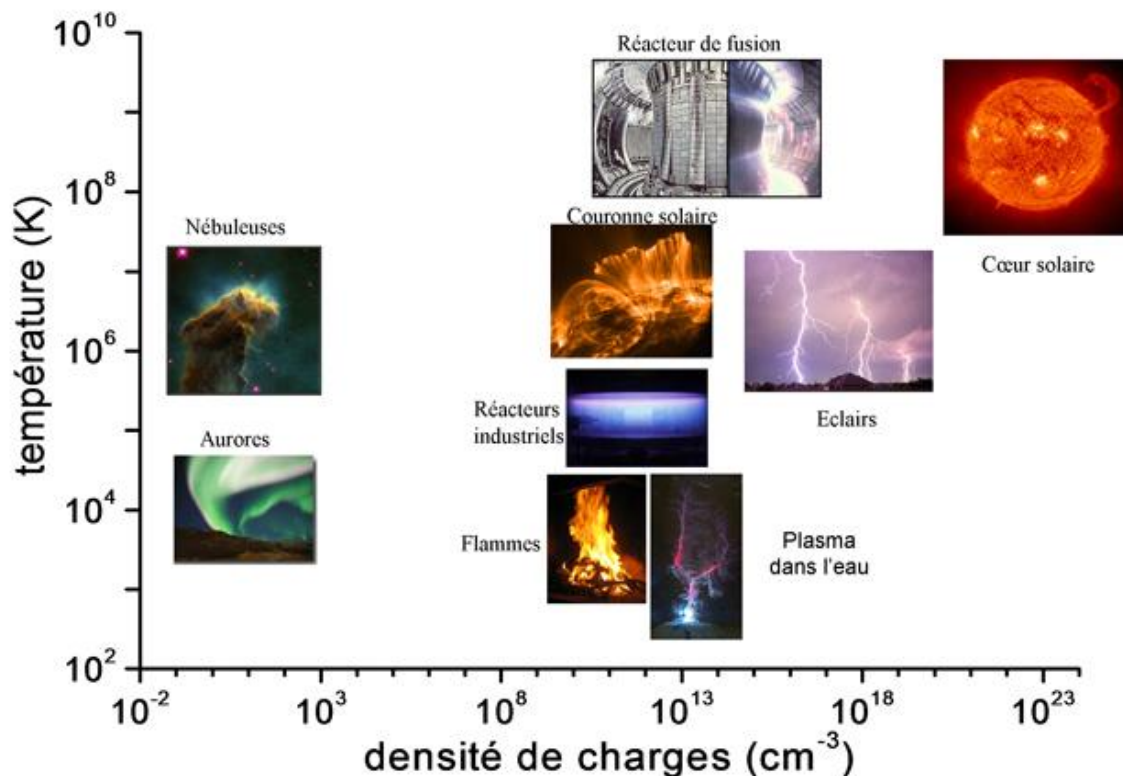 10¹⁰
Réacteur de fusion
10⁸
Couronne solaire
Nébuleuses
Cœur solaire
10⁶
Réacteurs
industriels
Eclairs
Aurores
10⁴
Flammes
Plasma
dans l'eau
10²
température (K)
10⁻²
10³
10⁸
10¹³
10¹⁸
10²³
densité de charges (cm⁻³)